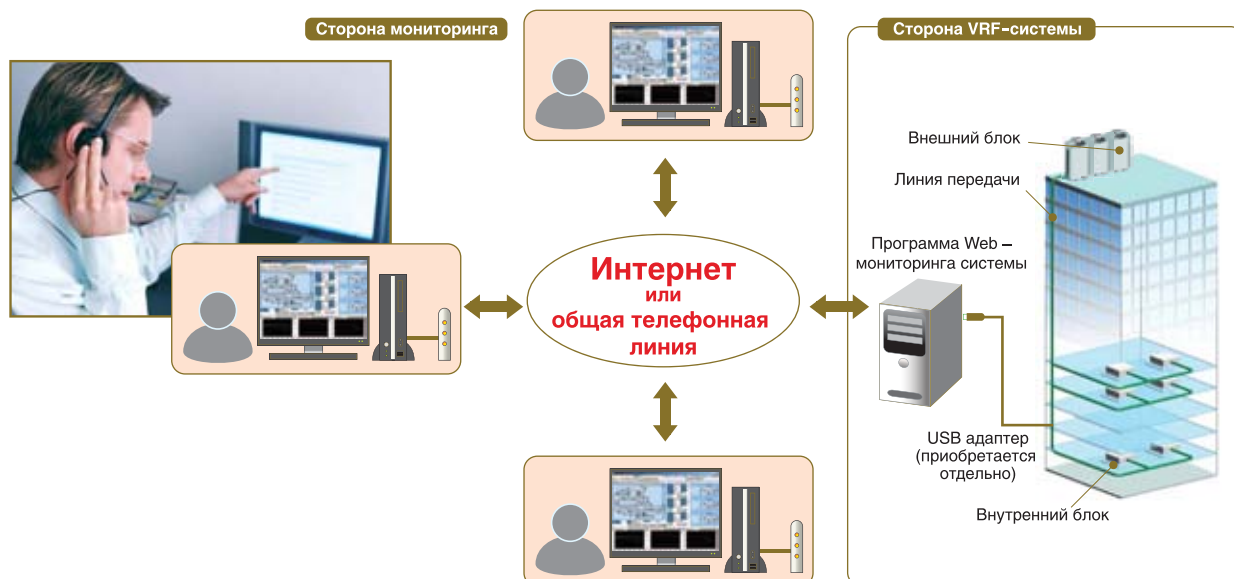 Сторона мониторинга
Сторона VRF-системы
Внешний блок
Линия передачи
Программа Web –
мониторинга системы
Интернет
или
общая телефонная
линия
USB адаптер
(приобретается
отдельно)
Внутренний блок